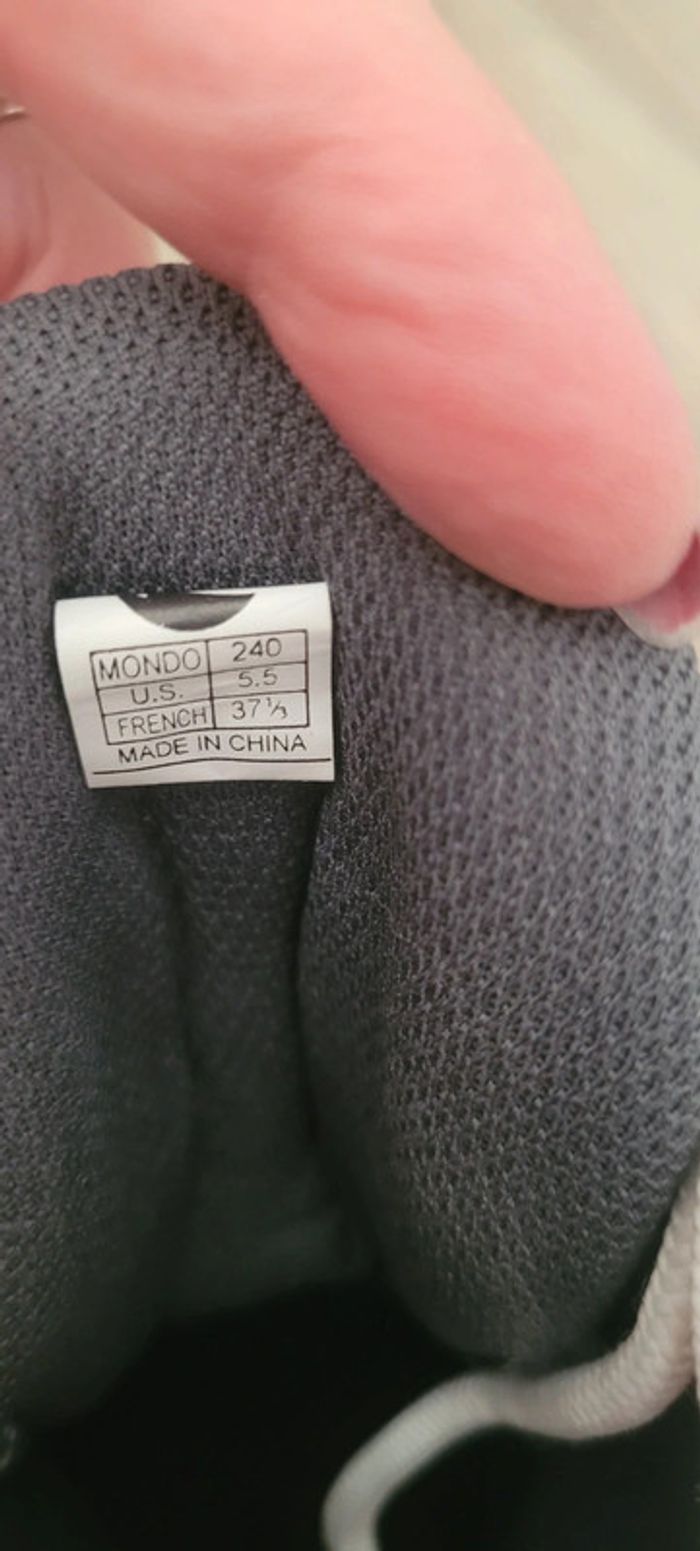 MONDO 240
U.S. 5.5
FRENCH 37⅓
MADE IN CHINA